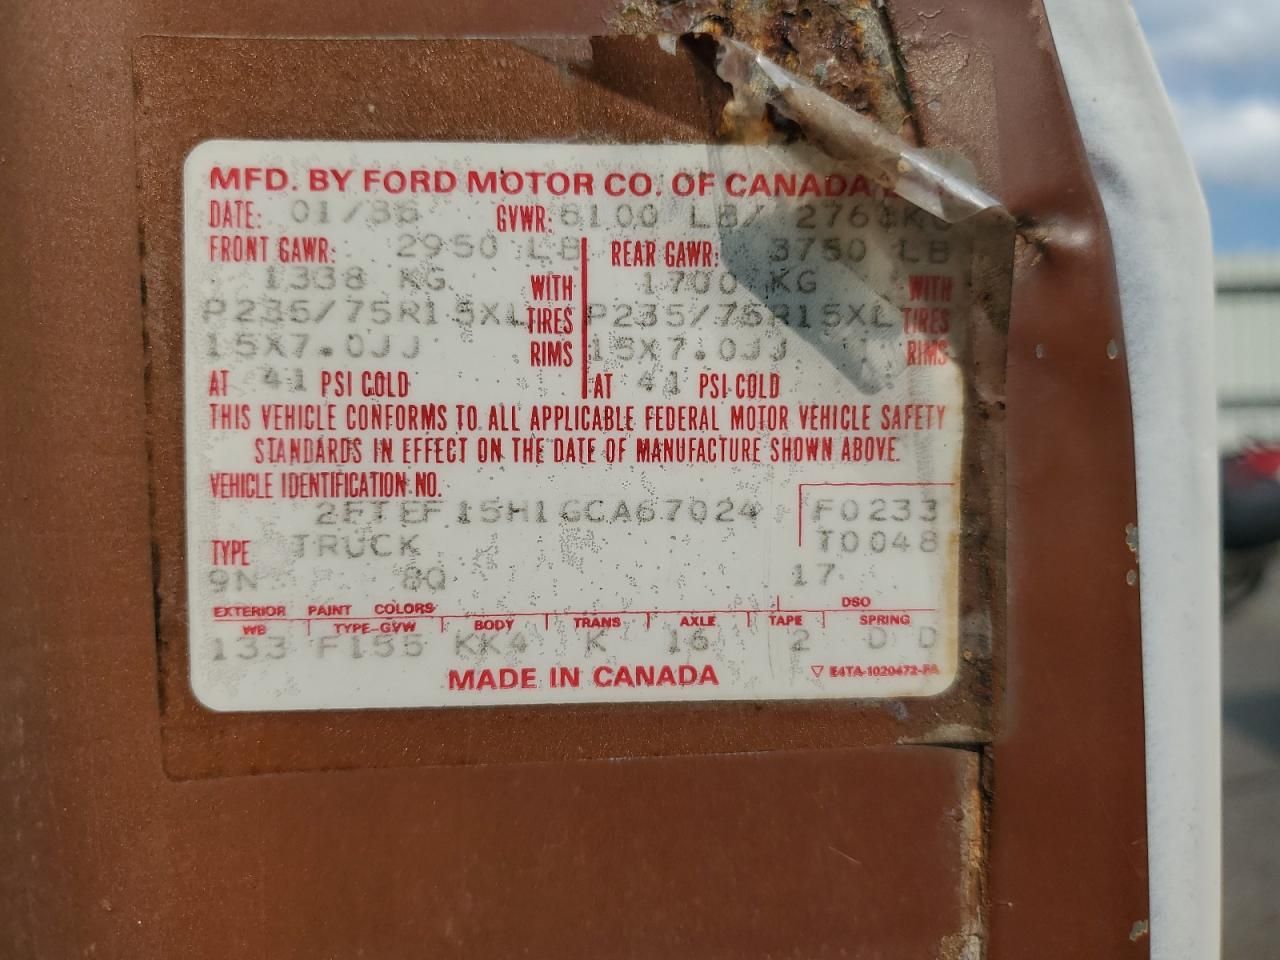 MFD. BY FORD MOTOR CO. OF CANADA
DATE: 01/86 GVWR: 6100 LB/ 2764KG
FRONT GAWR: 2950 LB REAR GAWR: 3750 LB
1338 KG WITH 1700 KG WITH
P235/75R15XL TIRES P235/75R15XL TIRES
15X7.0JJ RIMS 15X7.0JJ RIMS
AT 41 PSI COLD AT 41 PSI COLD
THIS VEHICLE CONFORMS TO ALL APPLICABLE FEDERAL MOTOR VEHICLE SAFETY
STANDARDS IN EFFECT ON THE DATE OF MANUFACTURE SHOWN ABOVE.
VEHICLE IDENTIFICATION NO.
2FTEF15H1GCA67024 F0233
TYPE TRUCK T0048
9N 8Q 17
EXTERIOR PAINT COLORS DSO
WB TYPE-GVW BODY TRANS AXLE TAPE SPRING
133 F155 KK4 K 16 2 D D
MADE IN CANADA ▽ E4TA-1020472-PA